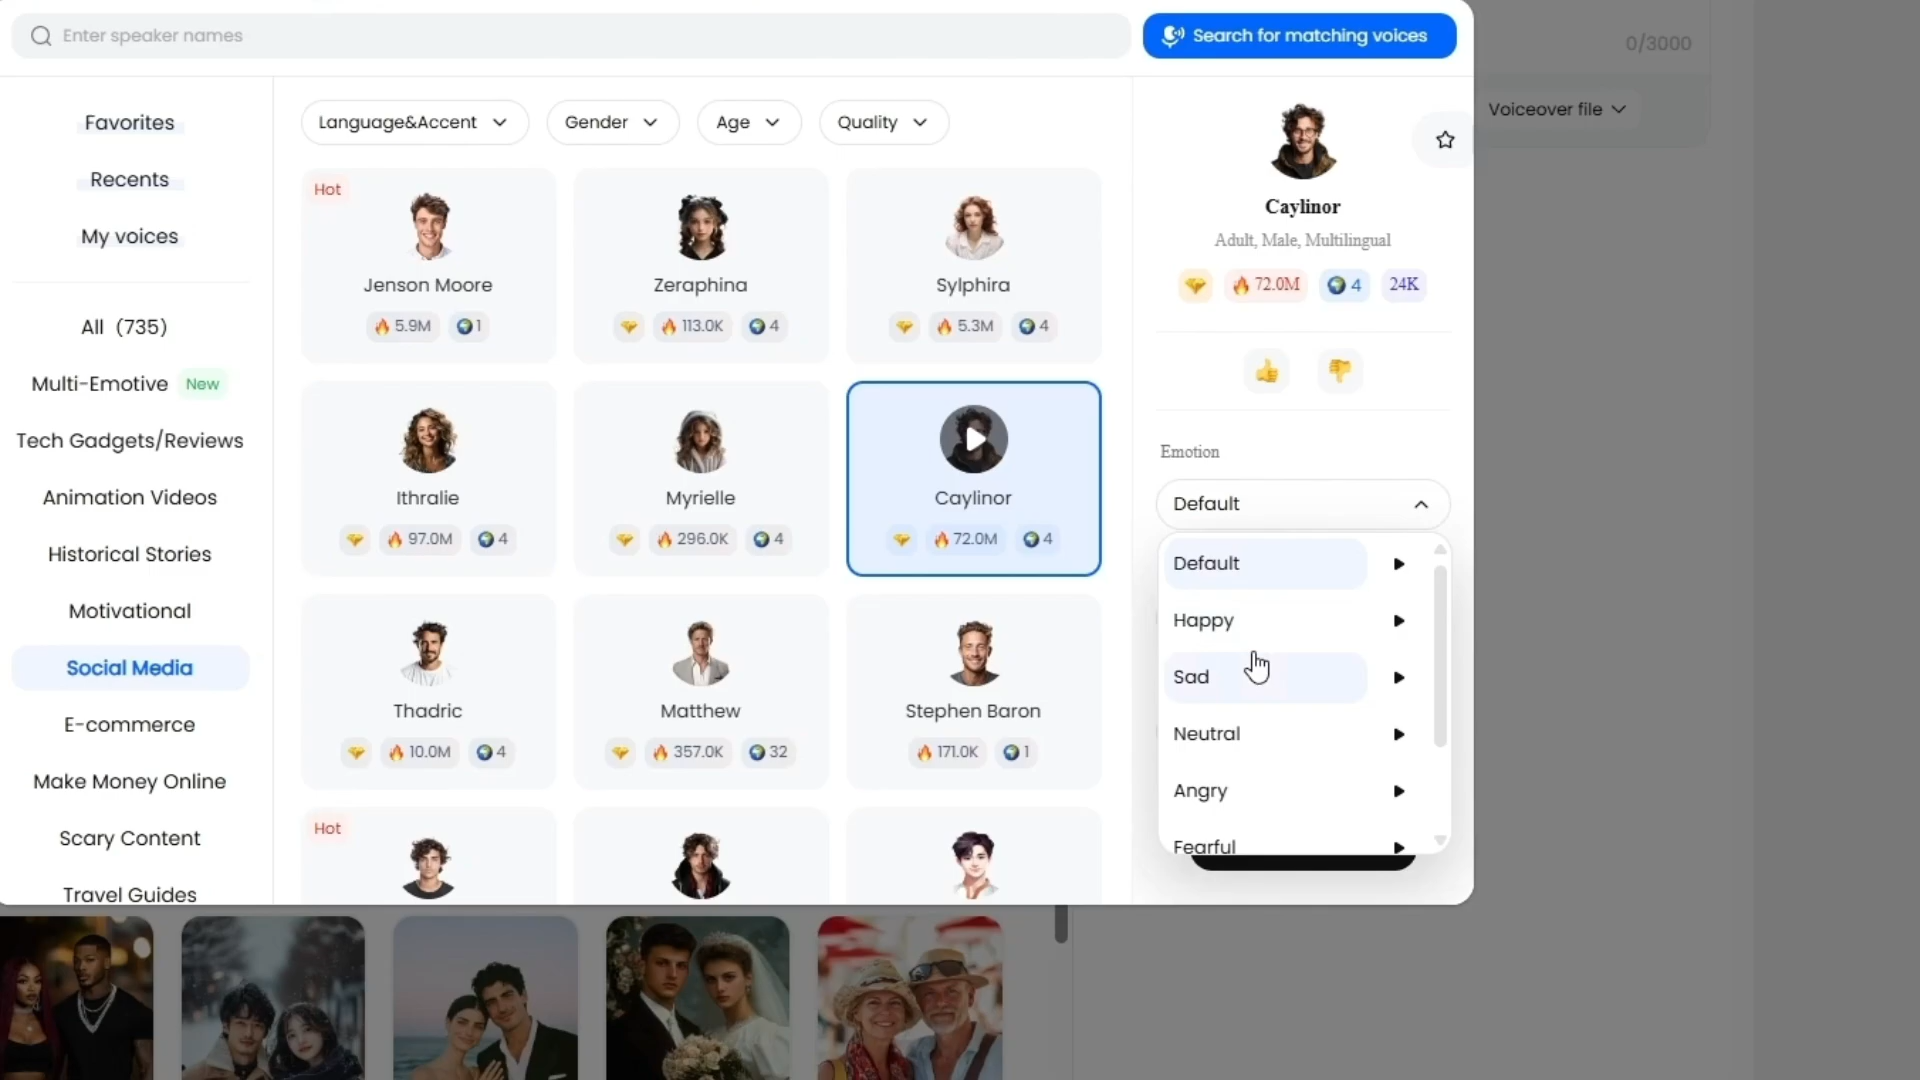 Enter speaker names
Search for matching voices
0/3000
Voiceover file
Favorites
Recents
My voices
All (735)
Multi-Emotive New
Tech Gadgets/Reviews
Animation Videos
Historical Stories
Motivational
Social Media
E-commerce
Make Money Online
Scary Content
Travel Guides
Language&Accent
Gender
Age
Quality
Hot
Jenson Moore
5.9M 1
Zeraphina
113.0K 4
Sylphira
5.3M 4
Ithralie
97.0M 4
Myrielle
296.0K 4
Caylinor
72.0M 4
Thadric
10.0M 4
Matthew
357.0K 32
Stephen Baron
171.0K 1
Hot
Caylinor
Adult, Male, Multilingual
72.0M 4 24K
Emotion
Default
Default
Happy
Sad
Neutral
Angry
Fearful